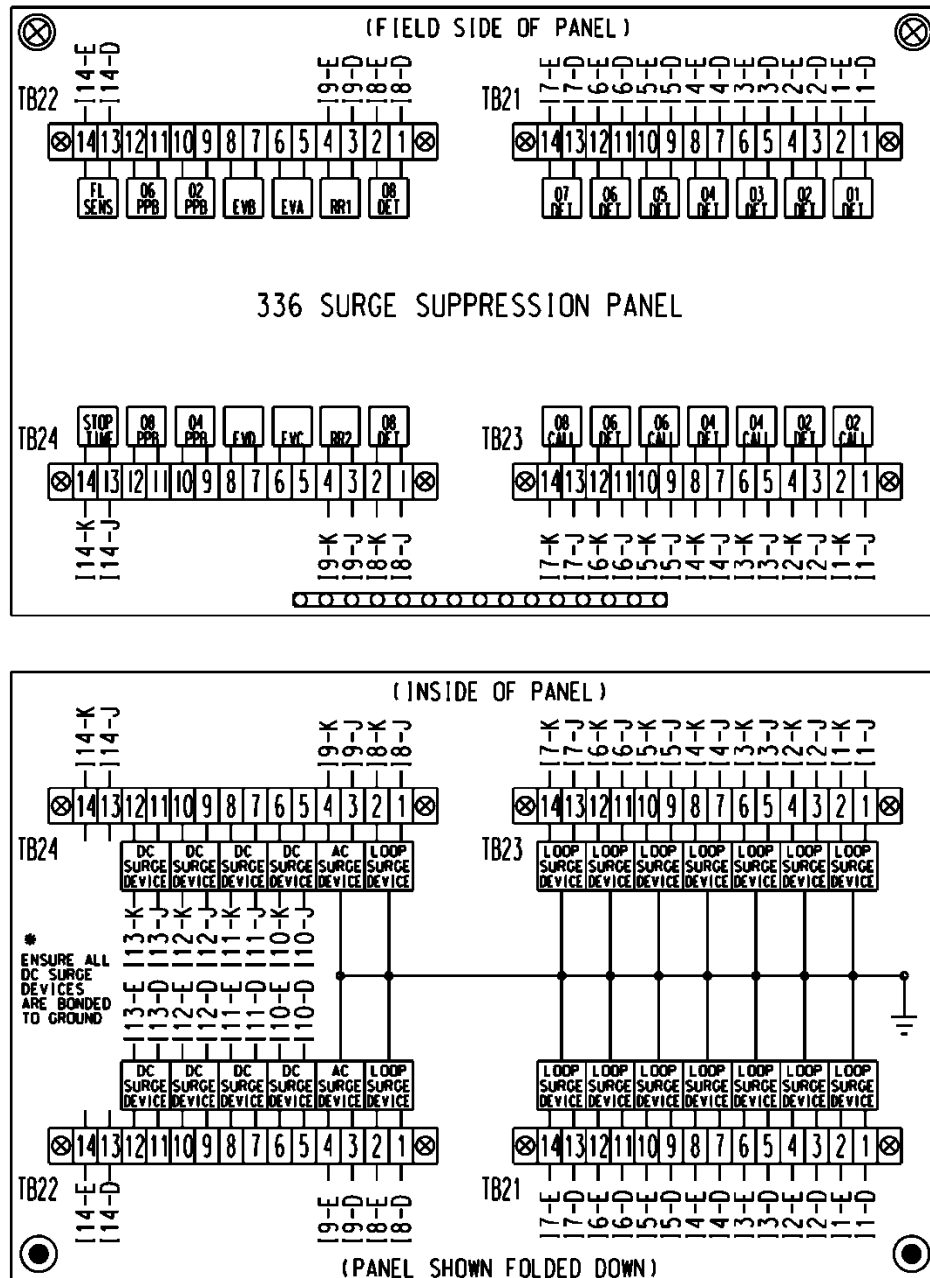 (FIELD SIDE OF PANEL)
I14-E I14-D I9-E I9-D I8-E I8-D
TB22
14 13 12 11 10 9 8 7 6 5 4 3 2 1
FL SENS
06 PPB
02 PPB
EVB
EVA
RR1
08 DET
I7-E I7-D I6-E I6-D I5-E I5-D I4-E I4-D I3-E I3-D I2-E I2-D I1-E I1-D
TB21
14 13 12 11 10 9 8 7 6 5 4 3 2 1
07 DET
06 DET
05 DET
04 DET
03 DET
02 DET
01 DET
336 SURGE SUPPRESSION PANEL
STOP TIME
08 PPB
04 PPB
EVD
EVC
RR2
08 DET
TB24
14 13 12 11 10 9 8 7 6 5 4 3 2 1
I14-K I14-J I9-K I9-J I8-K I8-J
08 CALL
06 DET
06 CALL
04 DET
04 CALL
02 DET
02 CALL
TB23
14 13 12 11 10 9 8 7 6 5 4 3 2 1
I7-K I7-J I6-K I6-J I5-K I5-J I4-K I4-J I3-K I3-J I2-K I2-J I1-K I1-J
(INSIDE OF PANEL)
I14-K I14-J I9-K I9-J I8-K I8-J
14 13 12 11 10 9 8 7 6 5 4 3 2 1
TB24
DC SURGE DEVICE
DC SURGE DEVICE
DC SURGE DEVICE
DC SURGE DEVICE
AC SURGE DEVICE
LOOP SURGE DEVICE
I13-K I13-J I12-K I12-J I11-K I11-J I10-K I10-J
I7-K I7-J I6-K I6-J I5-K I5-J I4-K I4-J I3-K I3-J I2-K I2-J I1-K I1-J
14 13 12 11 10 9 8 7 6 5 4 3 2 1
TB23
LOOP SURGE DEVICE
LOOP SURGE DEVICE
LOOP SURGE DEVICE
LOOP SURGE DEVICE
LOOP SURGE DEVICE
LOOP SURGE DEVICE
LOOP SURGE DEVICE
*
ENSURE ALL
DC SURGE
DEVICES
ARE BONDED
TO GROUND
I13-E I13-D I12-E I12-D I11-E I11-D I10-E I10-D
DC SURGE DEVICE
DC SURGE DEVICE
DC SURGE DEVICE
DC SURGE DEVICE
AC SURGE DEVICE
LOOP SURGE DEVICE
14 13 12 11 10 9 8 7 6 5 4 3 2 1
TB22
I14-E I14-D I9-E I9-D I8-E I8-D
LOOP SURGE DEVICE
LOOP SURGE DEVICE
LOOP SURGE DEVICE
LOOP SURGE DEVICE
LOOP SURGE DEVICE
LOOP SURGE DEVICE
LOOP SURGE DEVICE
14 13 12 11 10 9 8 7 6 5 4 3 2 1
TB21
I7-E I7-D I6-E I6-D I5-E I5-D I4-E I4-D I3-E I3-D I2-E I2-D I1-E I1-D
(PANEL SHOWN FOLDED DOWN)